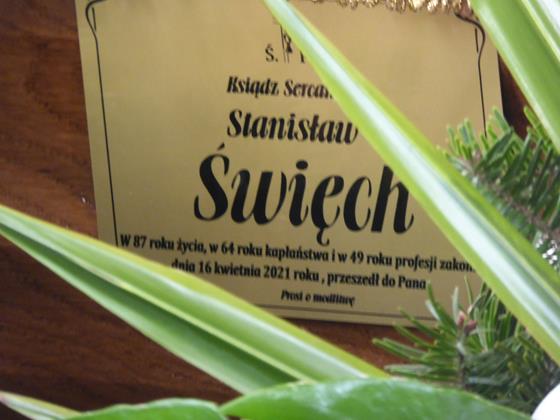 Ś.
Ksiądz
Stanisław
Święch
W 87 roku życia, w 64 roku kapłaństwa i w 49 roku profesji
dnia 16 kwietnia 2021 roku, przeszedł do Pana
Prosi o modlitwę